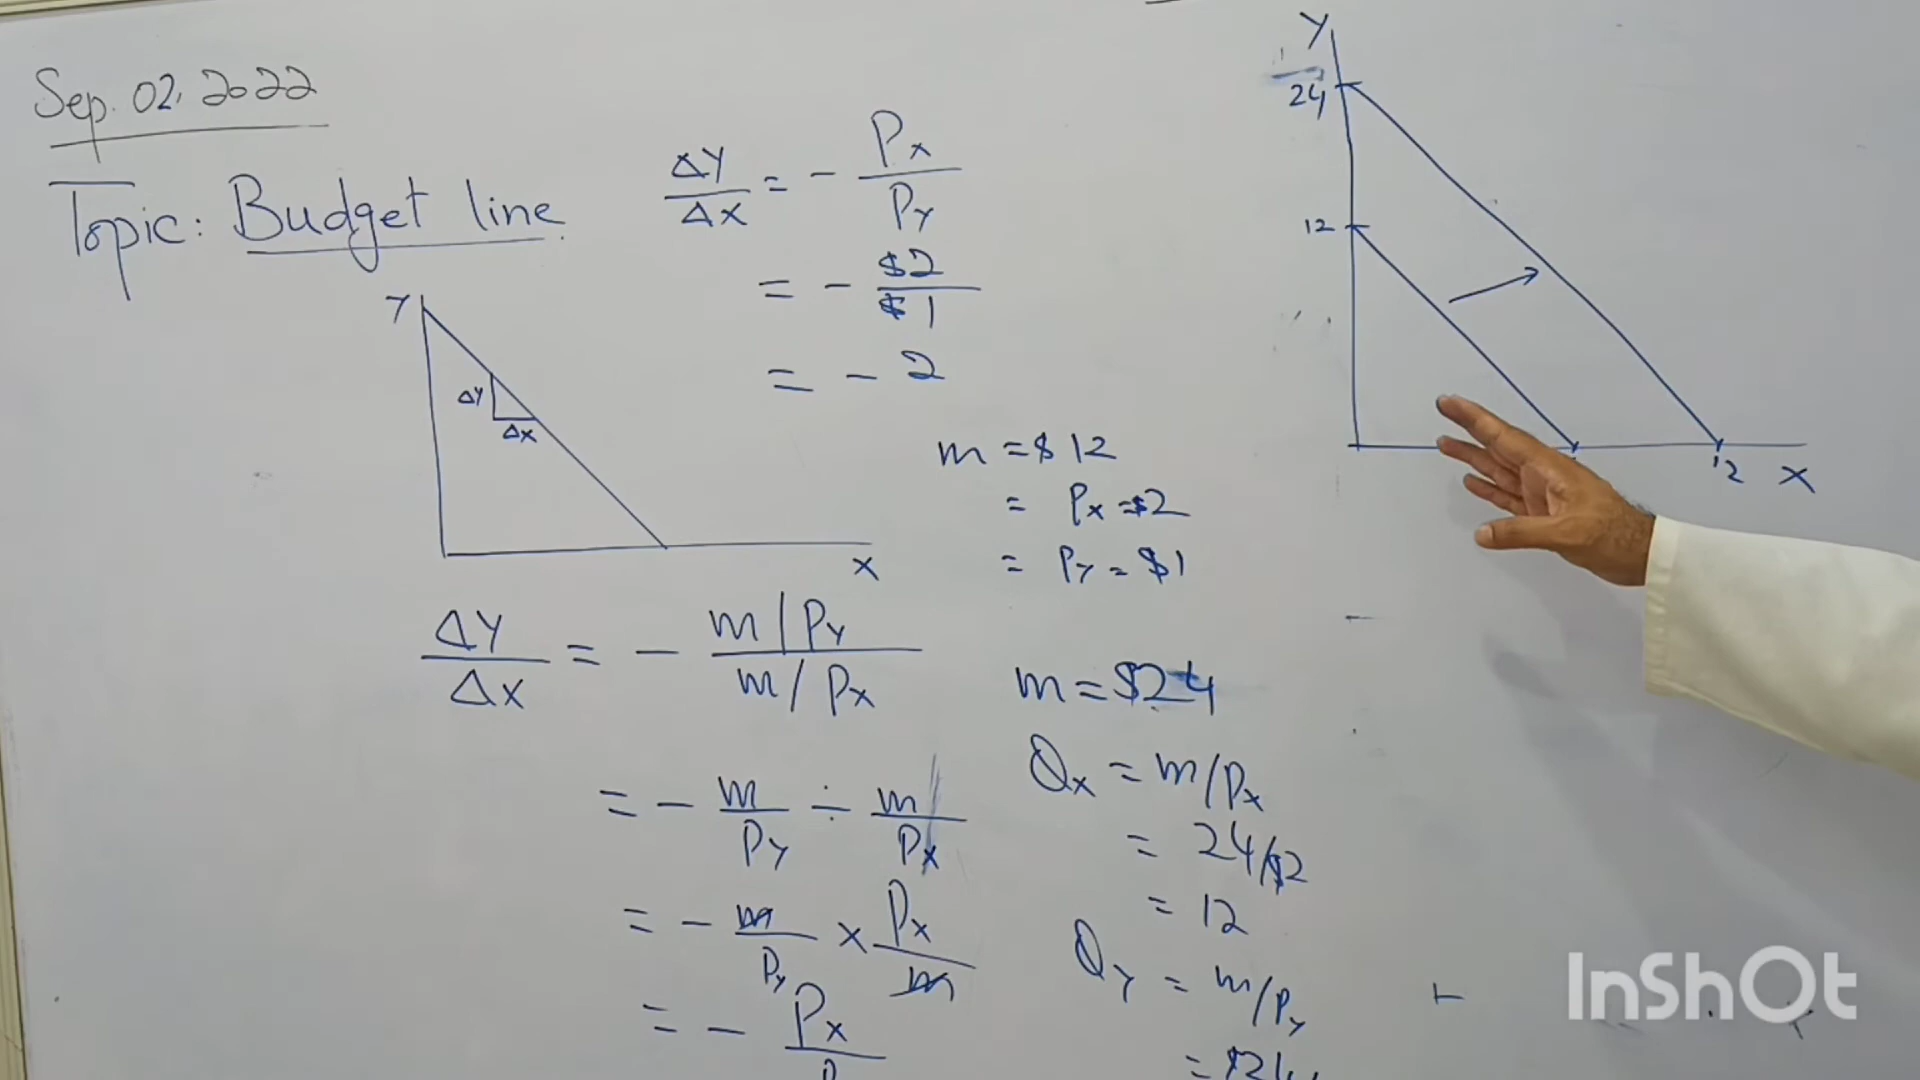 Sep. 02, 2022
Topic: Budget line
ΔY/ΔX = - Px/Py
= - $2/$1
= - 2
Y
ΔY
ΔX
X
ΔY/ΔX = - m/Py / m/Px
= - m/Py ÷ m/Px
= - m/Py × Px/m
= - Px
m = $12
= Px = $2
= Py = $1
m = $24
Qx = m/Px
= 24/$2
= 12
Qy = m/Py
= $24
Y
24
12
12
X
InShOt